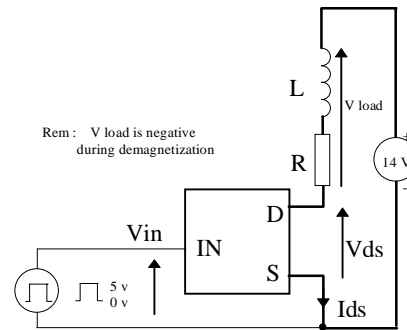 L
V load
+
Rem : V load is negative
during demagnetization
R
14 V
-
D
Vin
IN
Vds
S
5 v
0 v
Ids